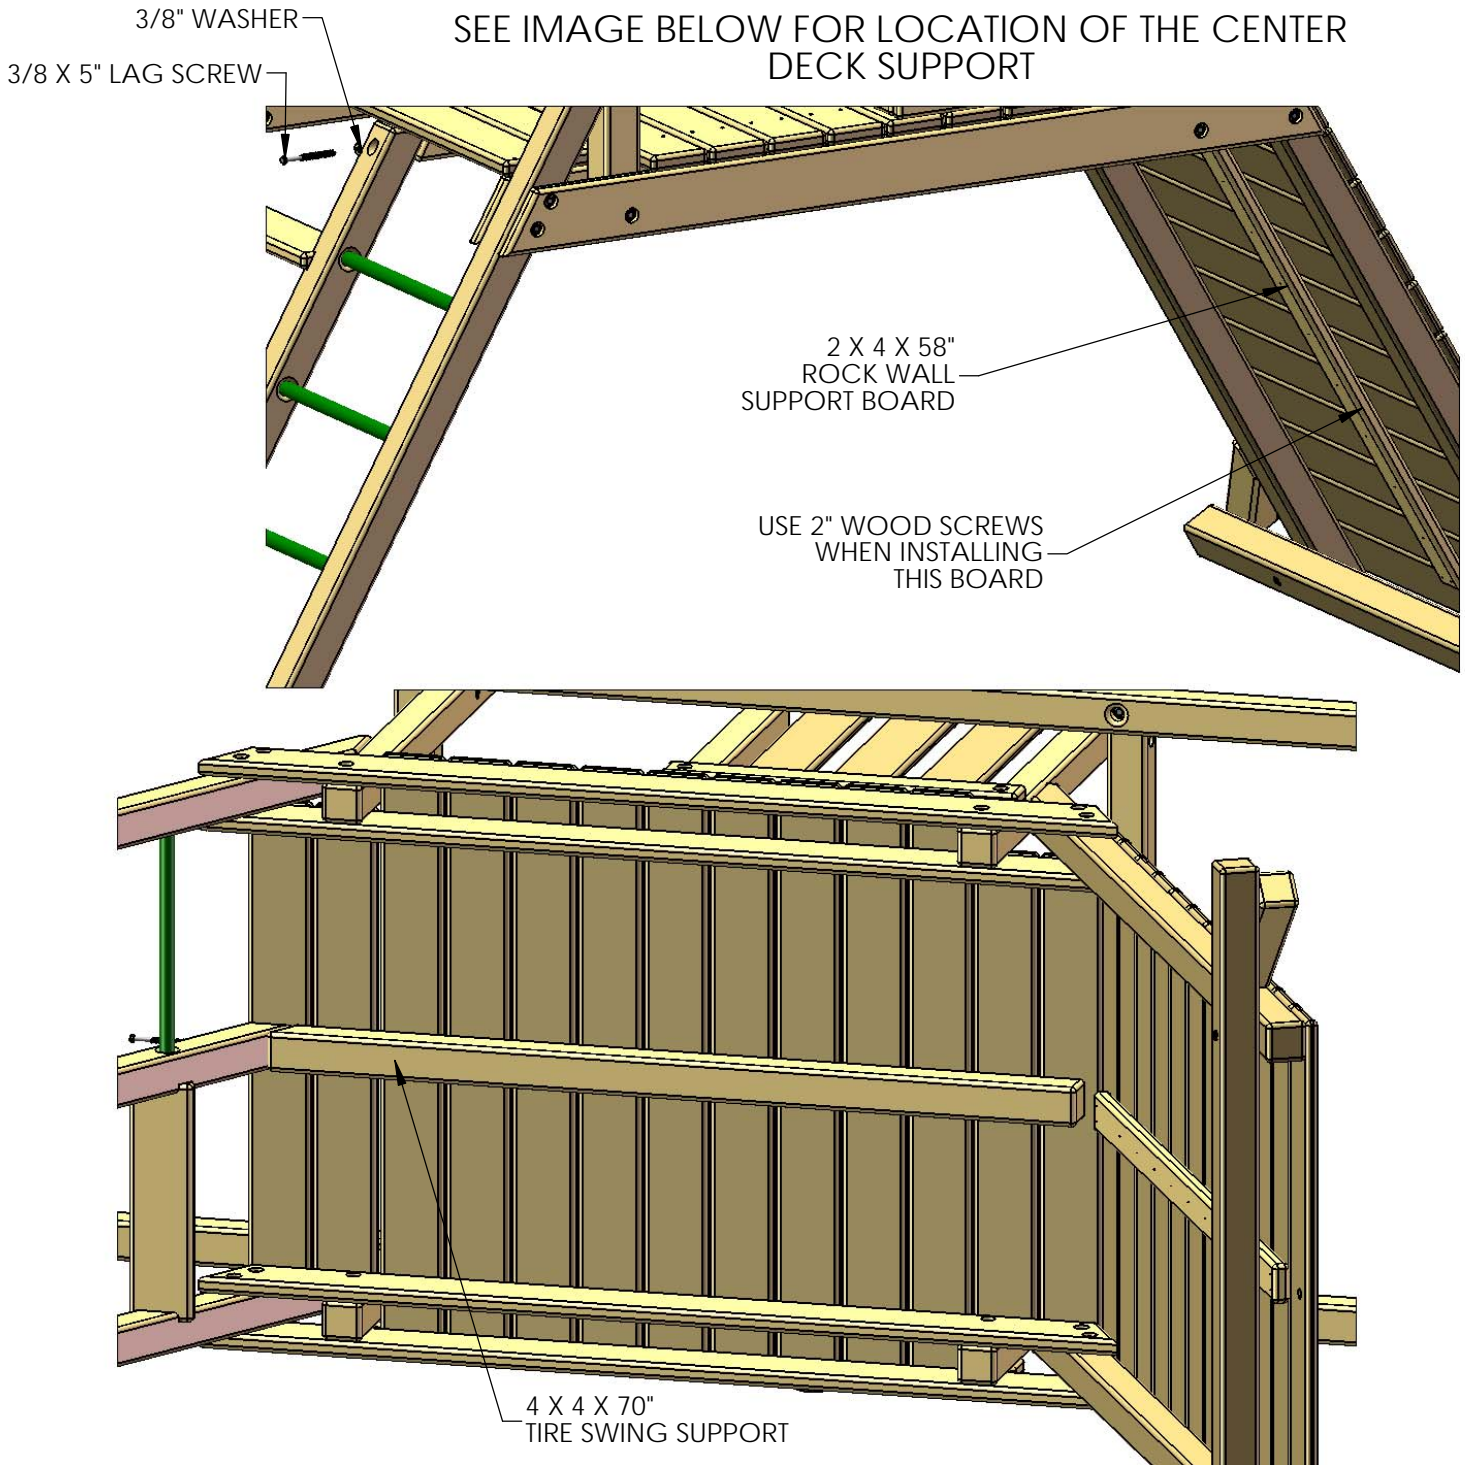 3/8" WASHER
3/8 X 5" LAG SCREW
SEE IMAGE BELOW FOR LOCATION OF THE CENTER
DECK SUPPORT
2 X 4 X 58"
ROCK WALL
SUPPORT BOARD
USE 2" WOOD SCREWS
WHEN INSTALLING
THIS BOARD
4 X 4 X 70"
TIRE SWING SUPPORT